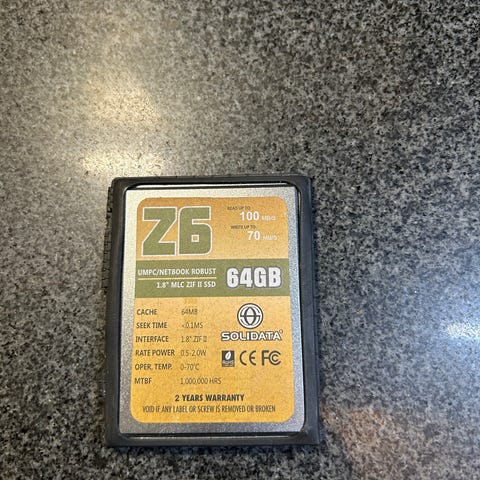 Z6
READ UP TO
100 MB/S
WRITE UP TO
70 MB/S
UMPC/NETBOOK ROBUST
1.8" MLC ZIF II SSD
64GB
CACHE 64MB
SEEK TIME <0.1MS
INTERFACE 1.8" ZIF II
RATE POWER 0.5-2.0W
OPER. TEMP. 0-70°C
MTBF 1,000,000 HRS
SOLIDATA
CE FC
2 YEARS WARRANTY
VOID IF ANY LABEL OR SCREW IS REMOVED OR BROKEN